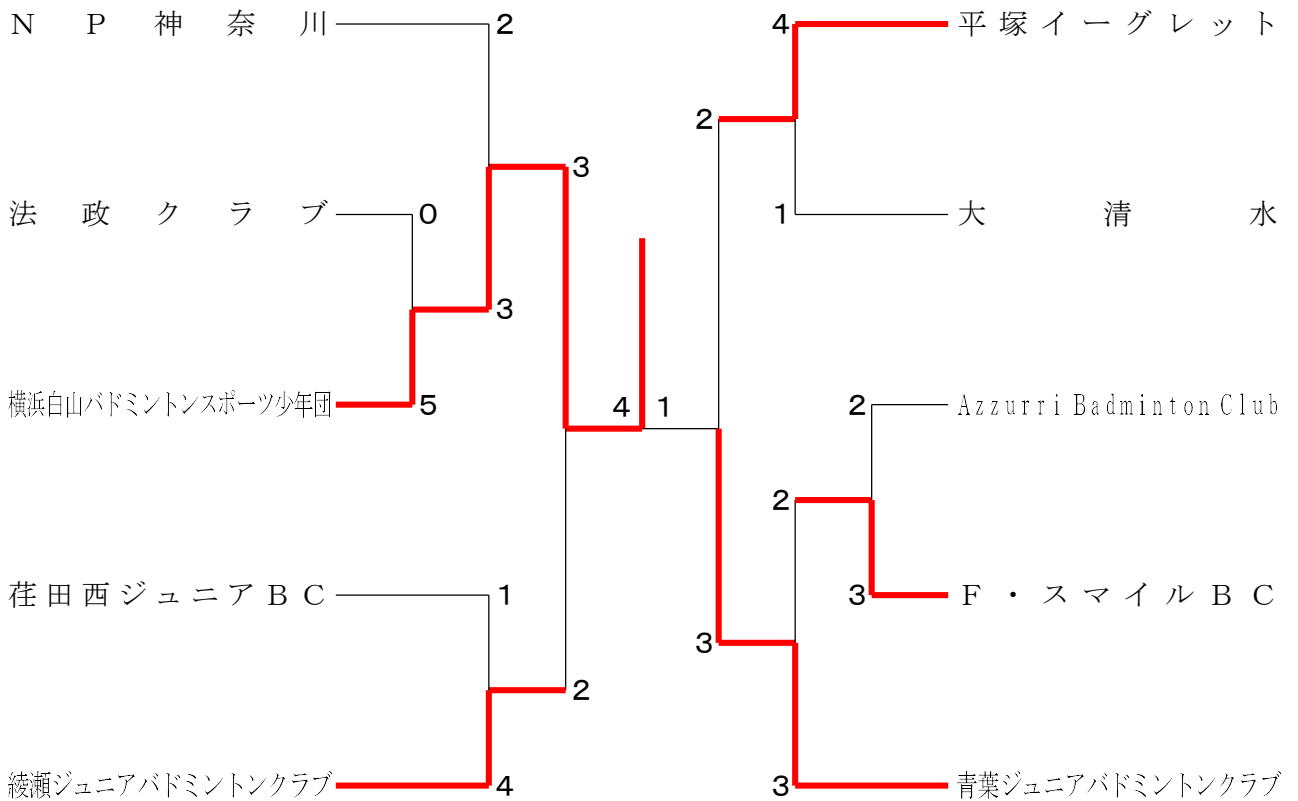 NP神奈川 2 4 平塚イーグレット
2
3
法政クラブ 0 1 大清水
3
横浜白山バドミントンスポーツ少年団 5 4 1 2 Azzurri Badminton Club
2
荏田西ジュニアBC 1 3 F・スマイルBC
3
2
綾瀬ジュニアバドミントンクラブ 4 3 青葉ジュニアバドミントンクラブ